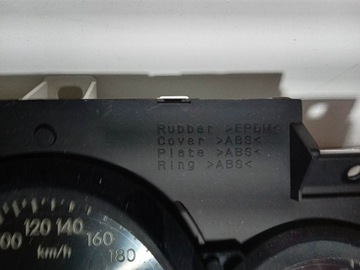 Rubber >EPDM<
Cover >ABS<
Plate >ABS<
Ring >ABS<
120 140
160
km/h
180